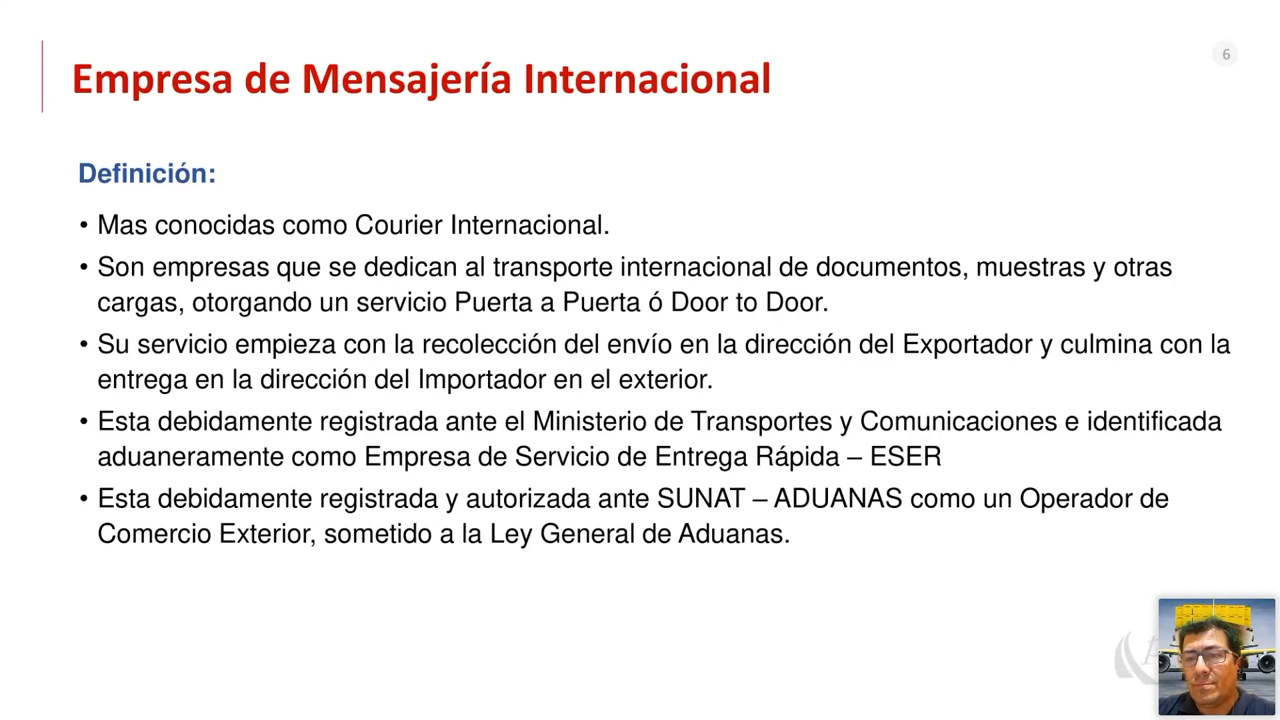 6
Empresa de Mensajería Internacional
Definición:
• Mas conocidas como Courier Internacional.
• Son empresas que se dedican al transporte internacional de documentos, muestras y otras
cargas, otorgando un servicio Puerta a Puerta ó Door to Door.
• Su servicio empieza con la recolección del envío en la dirección del Exportador y culmina con la
entrega en la dirección del Importador en el exterior.
• Esta debidamente registrada ante el Ministerio de Transportes y Comunicaciones e identificada
aduaneramente como Empresa de Servicio de Entrega Rápida – ESER
• Esta debidamente registrada y autorizada ante SUNAT – ADUANAS como un Operador de
Comercio Exterior, sometido a la Ley General de Aduanas.